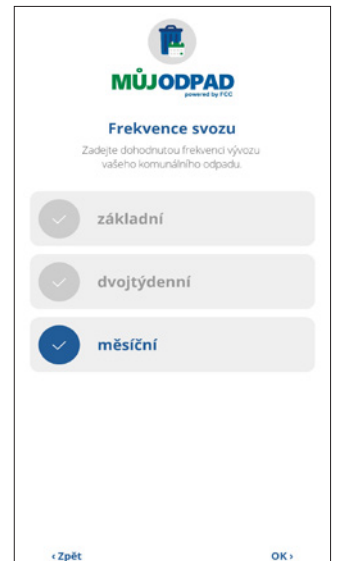 MŮJODPAD
powered by FCC
Frekvence svozu
Zadejte dohodnutou frekvenci vývozu
vašeho komunálního odpadu.
základní
dvojtýdenní
měsíční
‹ Zpět
OK ›